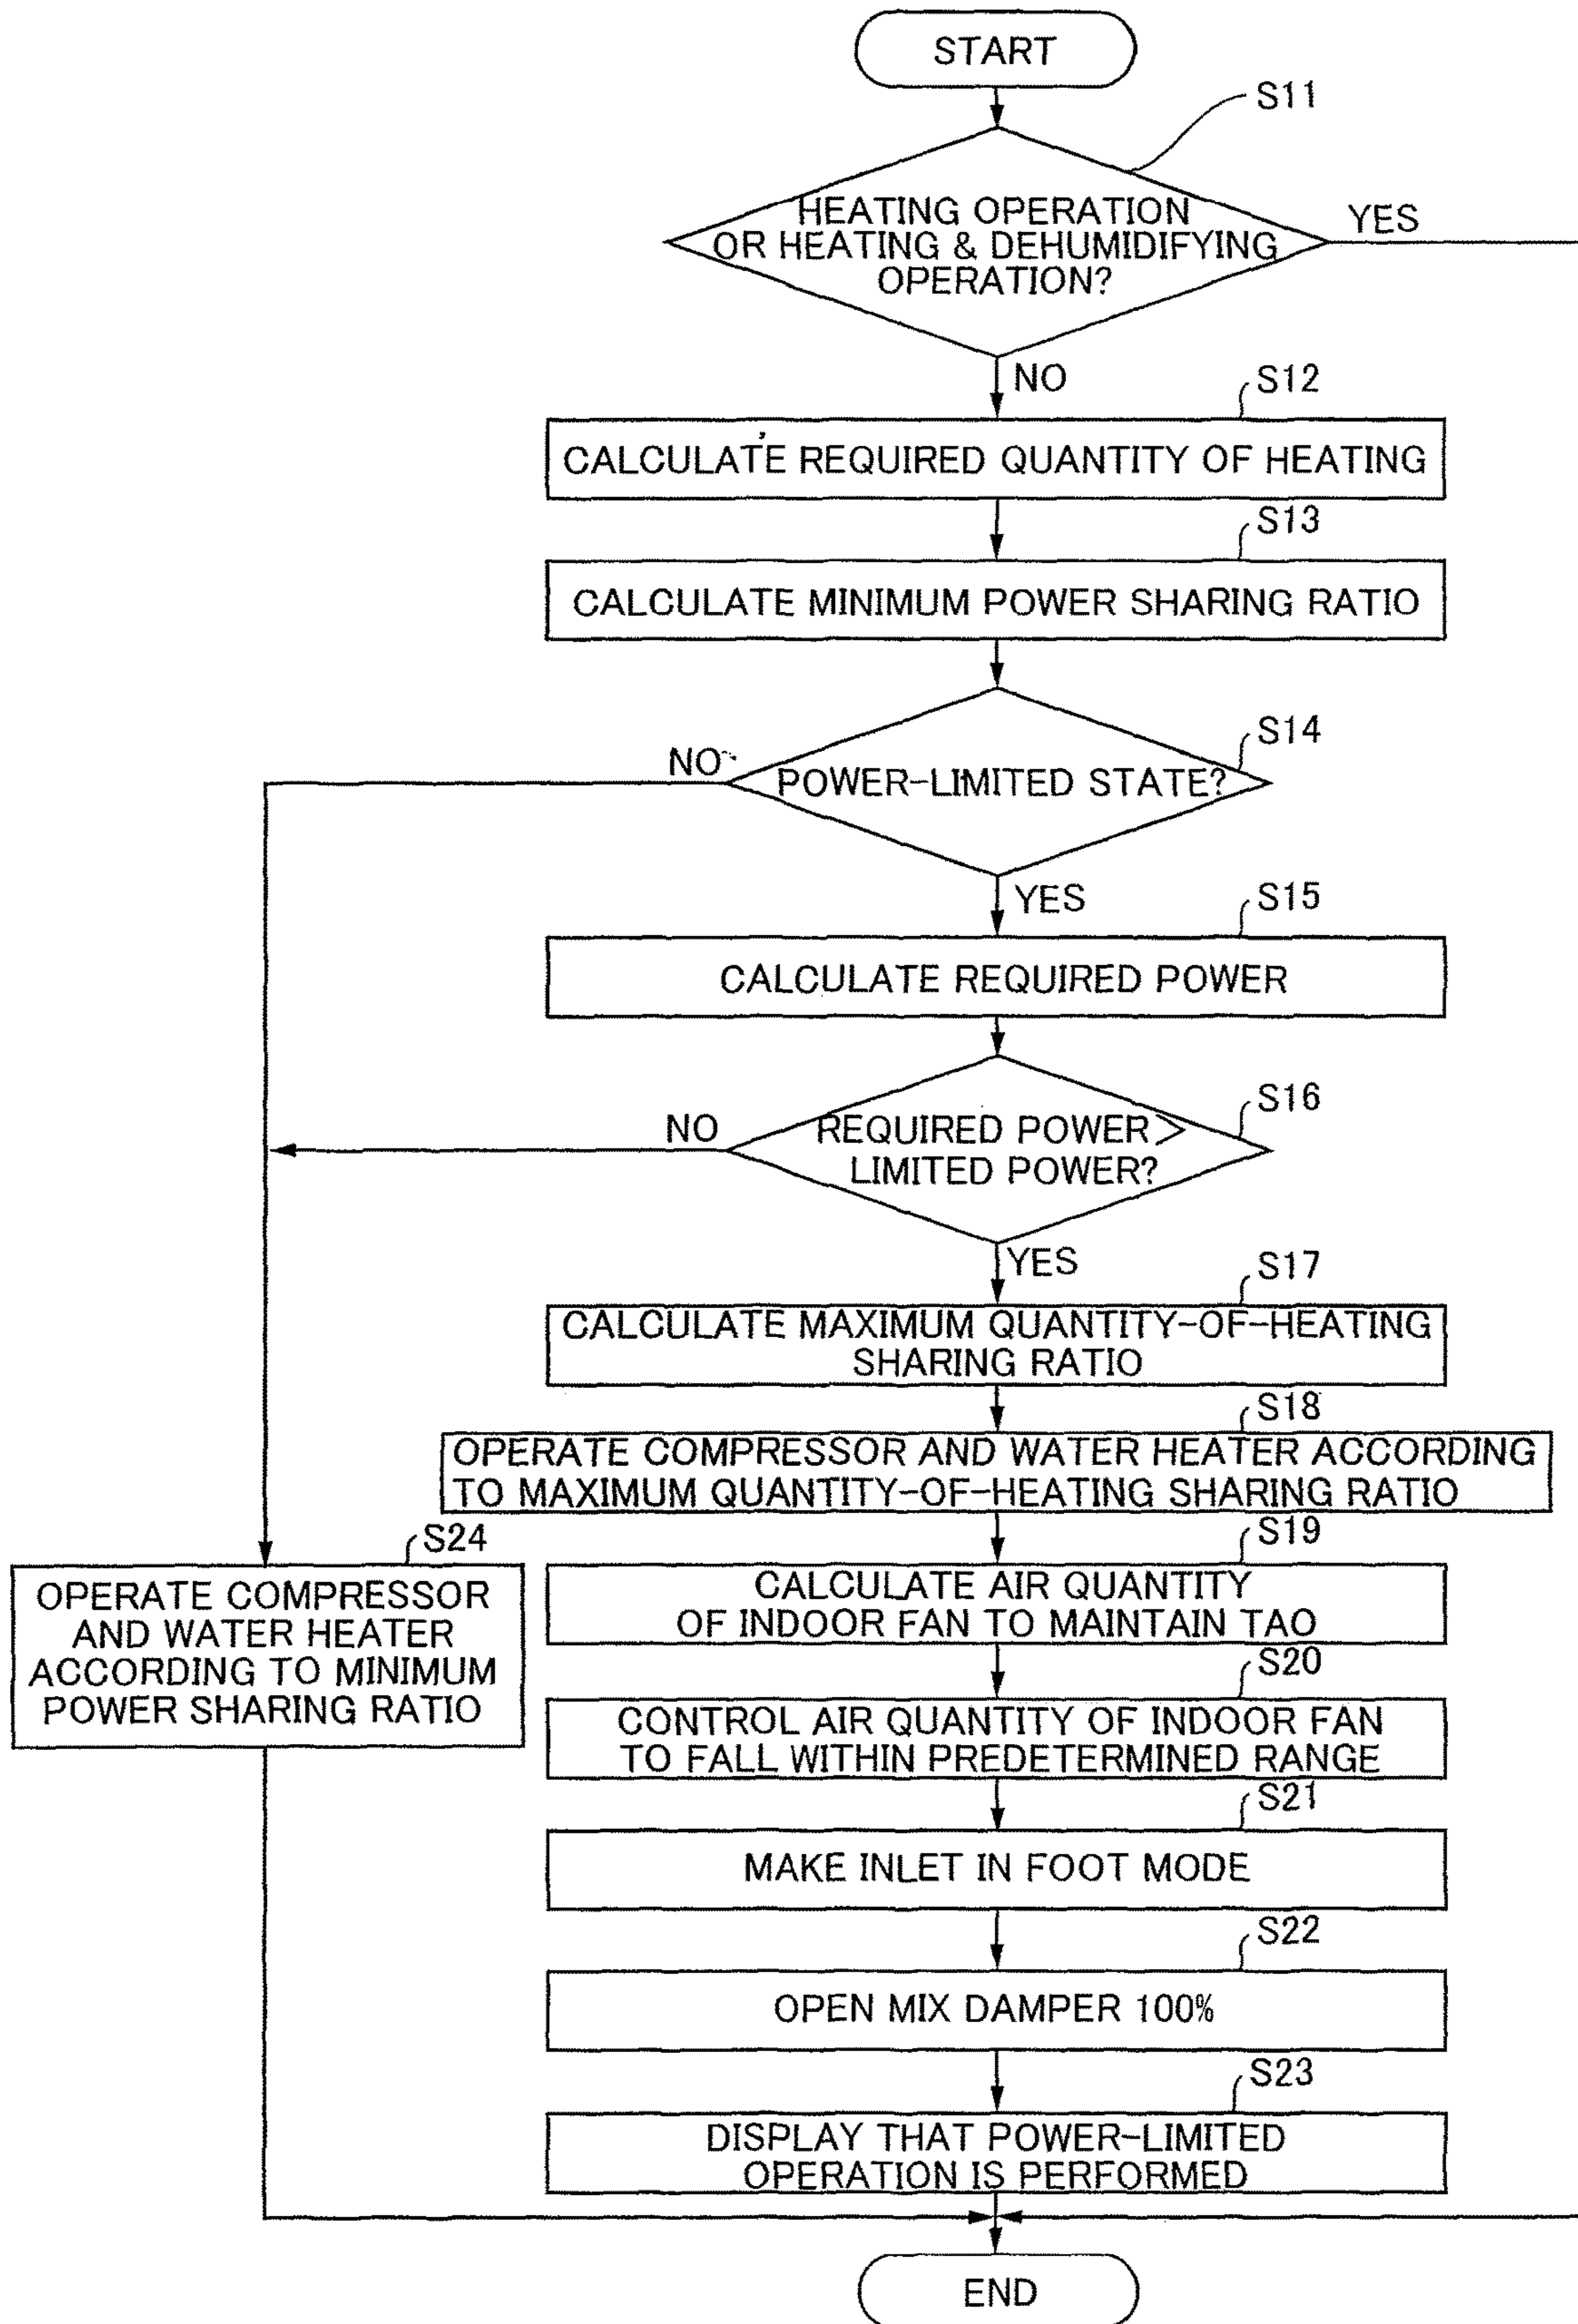 START
S11
HEATING OPERATION
OR HEATING & DEHUMIDIFYING
OPERATION?
YES
NO
S12
CALCULATE REQUIRED QUANTITY OF HEATING
S13
CALCULATE MINIMUM POWER SHARING RATIO
S14
NO
POWER-LIMITED STATE?
YES
S15
CALCULATE REQUIRED POWER
S16
NO
REQUIRED POWER>
LIMITED POWER?
YES
S17
CALCULATE MAXIMUM QUANTITY-OF-HEATING
SHARING RATIO
S18
OPERATE COMPRESSOR AND WATER HEATER ACCORDING
TO MAXIMUM QUANTITY-OF-HEATING SHARING RATIO
S24
OPERATE COMPRESSOR
AND WATER HEATER
ACCORDING TO MINIMUM
POWER SHARING RATIO
S19
CALCULATE AIR QUANTITY
OF INDOOR FAN TO MAINTAIN TAO
S20
CONTROL AIR QUANTITY OF INDOOR FAN
TO FALL WITHIN PREDETERMINED RANGE
S21
MAKE INLET IN FOOT MODE
S22
OPEN MIX DAMPER 100%
S23
DISPLAY THAT POWER-LIMITED
OPERATION IS PERFORMED
END